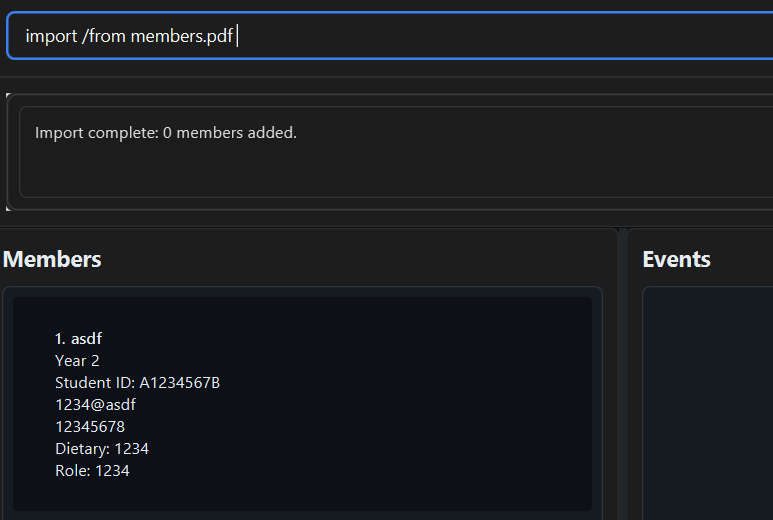 import /from members.pdf
Import complete: 0 members added.
Members
1. asdf
Year 2
Student ID: A1234567B
1234@asdf
12345678
Dietary: 1234
Role: 1234
Events